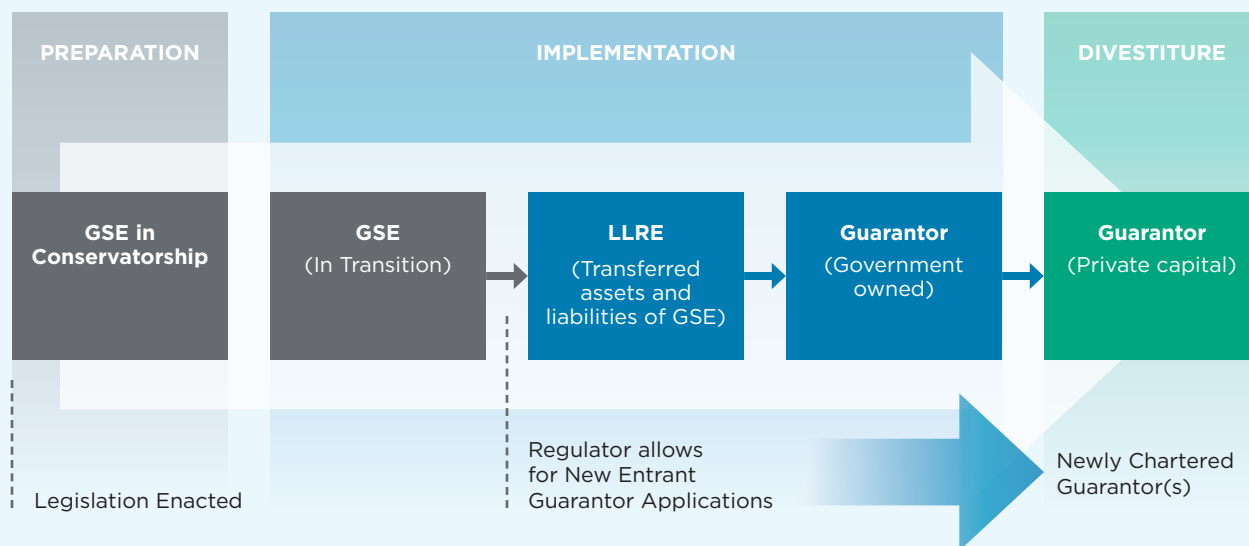 PREPARATION
IMPLEMENTATION
DIVESTITURE
GSE in
Conservatorship
GSE
(In Transition)
LLRE
(Transferred
assets and
liabilities of GSE)
Guarantor
(Government
owned)
Guarantor
(Private capital)
Legislation Enacted
Regulator allows
for New Entrant
Guarantor Applications
Newly Chartered
Guarantor(s)